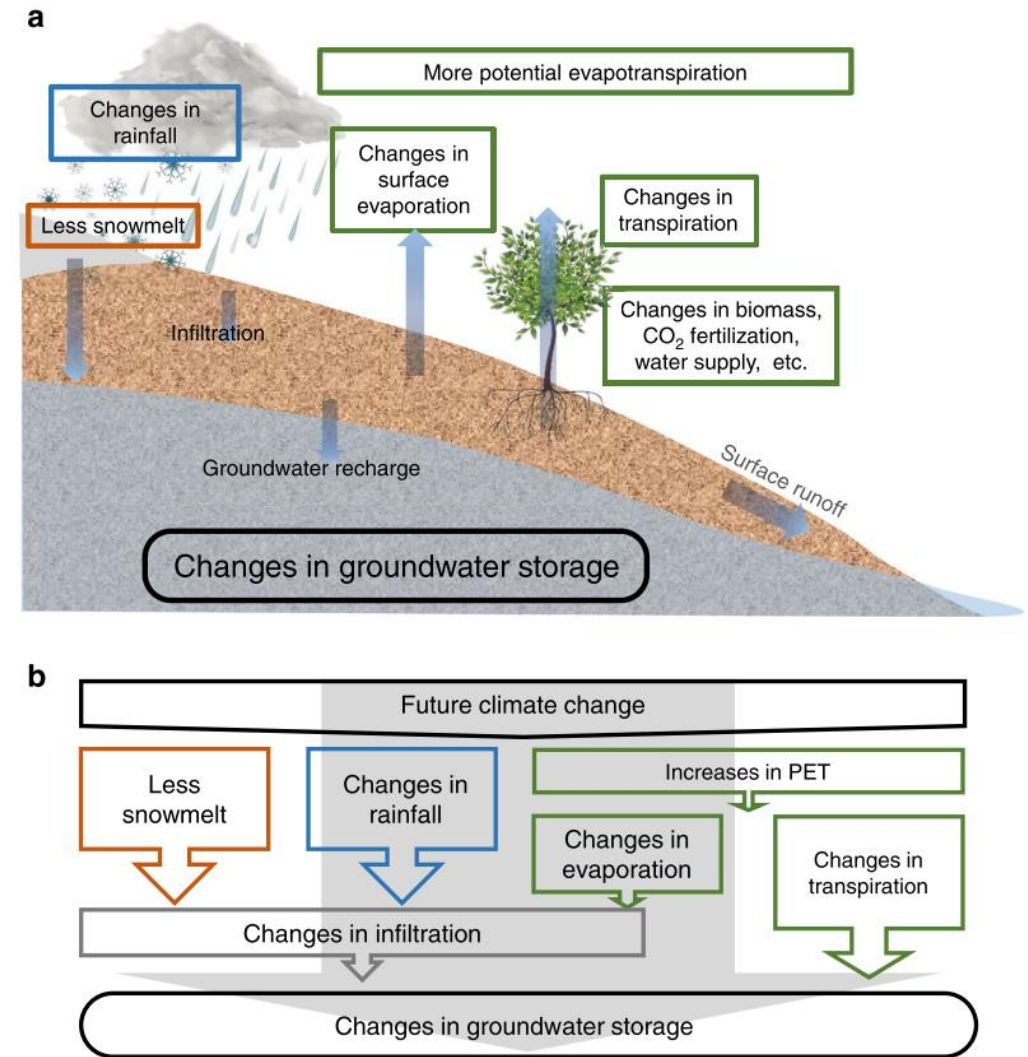 a
More potential evapotranspiration
Changes in
rainfall
Changes in
surface
evaporation
Changes in
transpiration
Less snowmelt
Changes in biomass,
CO₂ fertilization,
water supply, etc.
Infiltration
Groundwater recharge
Surface runoff
Changes in groundwater storage
b
Future climate change
Less
snowmelt
Changes in
rainfall
Increases in PET
Changes in
evaporation
Changes in
transpiration
Changes in infiltration
Changes in groundwater storage